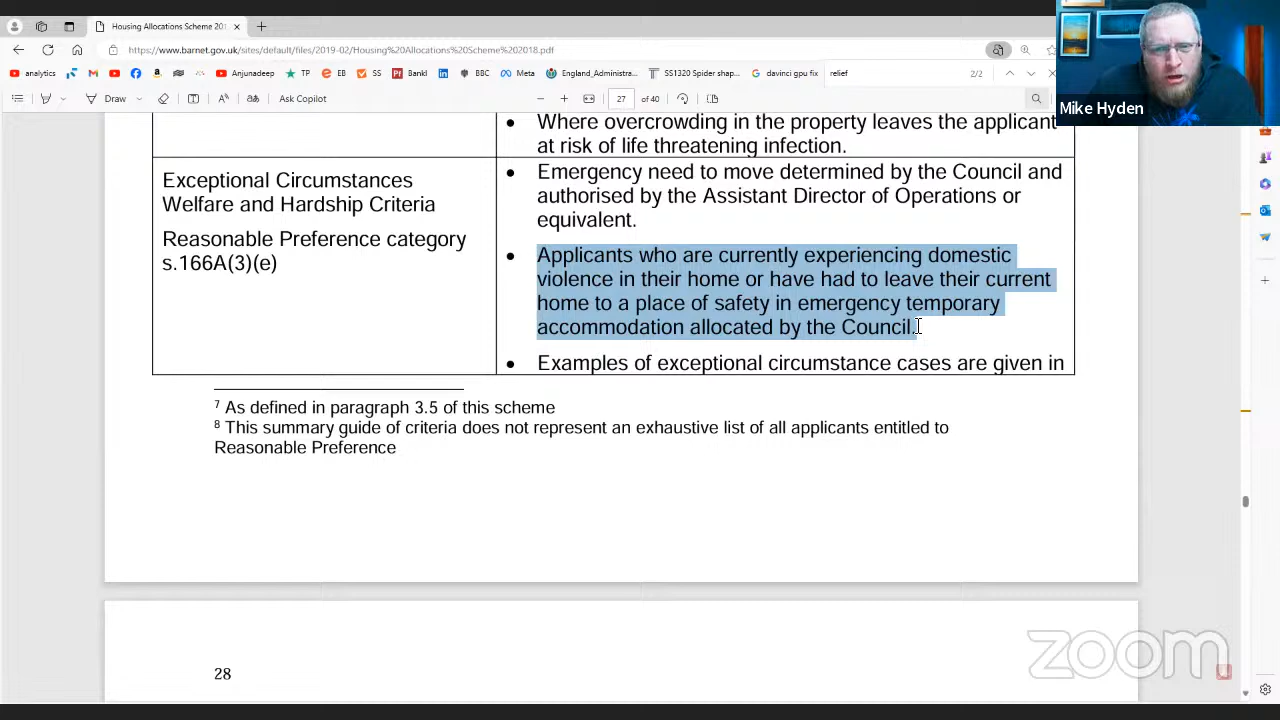 Housing Allocations Scheme 201
https://www.barnet.gov.uk/sites/default/files/2019-02/Housing%20Allocations%20Scheme%202018.pdf
analytics
Anjunadeep
TP
EB
SS
Bankl
BBC
Meta
England_Administra...
SS1320 Spider shap...
davinci gpu fix
relief
2/2
Draw
Ask Copilot
27
of 40
Mike Hyden
Where overcrowding in the property leaves the applicant
at risk of life threatening infection.
Exceptional Circumstances
Welfare and Hardship Criteria
Reasonable Preference category
s.166A(3)(e)
Emergency need to move determined by the Council and
authorised by the Assistant Director of Operations or
equivalent.
Applicants who are currently experiencing domestic
violence in their home or have had to leave their current
home to a place of safety in emergency temporary
accommodation allocated by the Council.
Examples of exceptional circumstance cases are given in
7 As defined in paragraph 3.5 of this scheme
8 This summary guide of criteria does not represent an exhaustive list of all applicants entitled to
Reasonable Preference
28
zoom